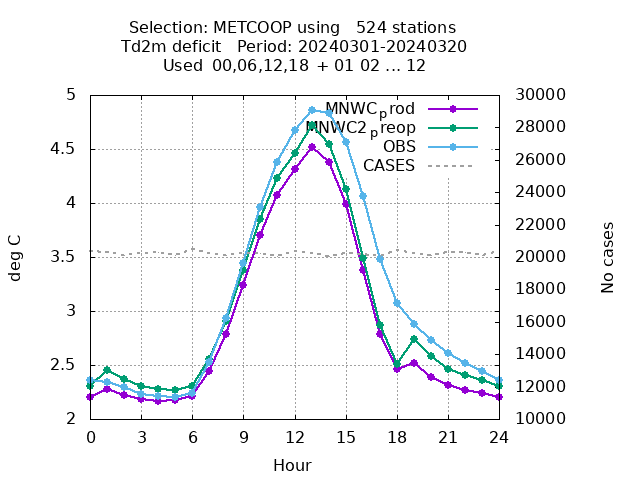 Selection: METCOOP using   524 stations
Td2m deficit   Period: 20240301-20240320
Used  00,06,12,18 + 01 02 ... 12
MNWCprod
MNWC2preop
OBS
CASES
5
4.5
4
3.5
3
2.5
2
30000
28000
26000
24000
22000
20000
18000
16000
14000
12000
10000
0 3 6 9 12 15 18 21 24
deg C
No cases
Hour